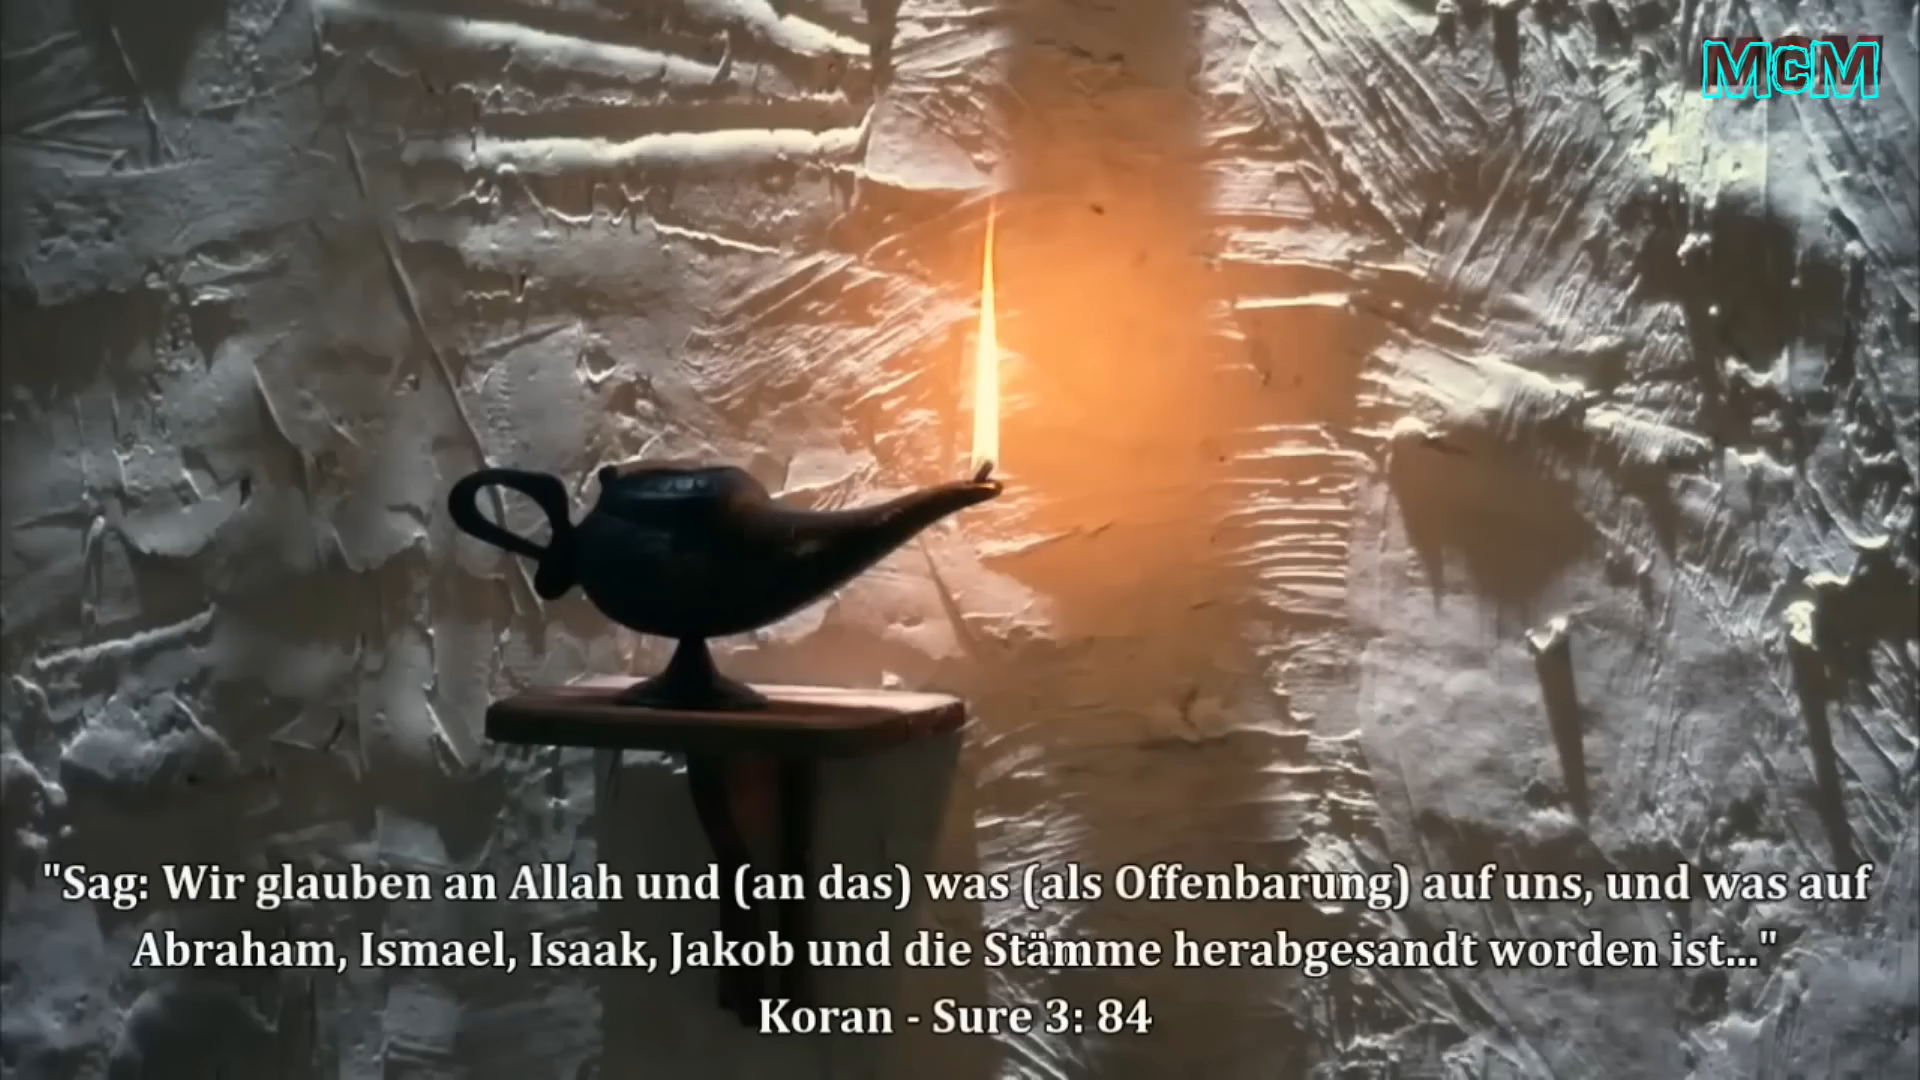 McM
"Sag: Wir glauben an Allah und (an das) was (als Offenbarung) auf uns, und was auf
Abraham, Ismael, Isaak, Jakob und die Stämme herabgesandt worden ist..."
Koran - Sure 3: 84